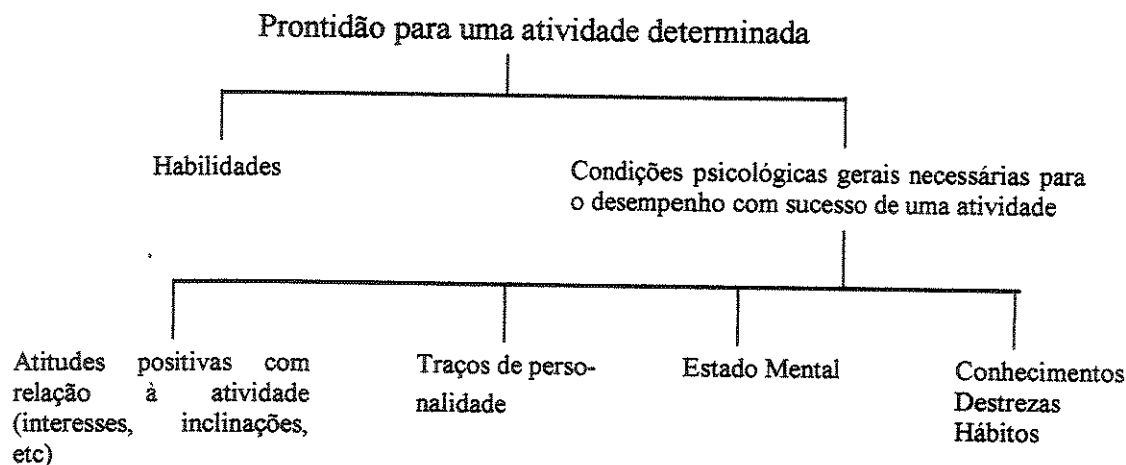 Prontidão para uma atividade determinada
Habilidades
Condições psicológicas gerais necessárias para
o desempenho com sucesso de uma atividade
Atitudes positivas com
relação à atividade
(interesses, inclinações,
etc)
Traços de perso-
nalidade
Estado Mental
Conhecimentos
Destrezas
Hábitos